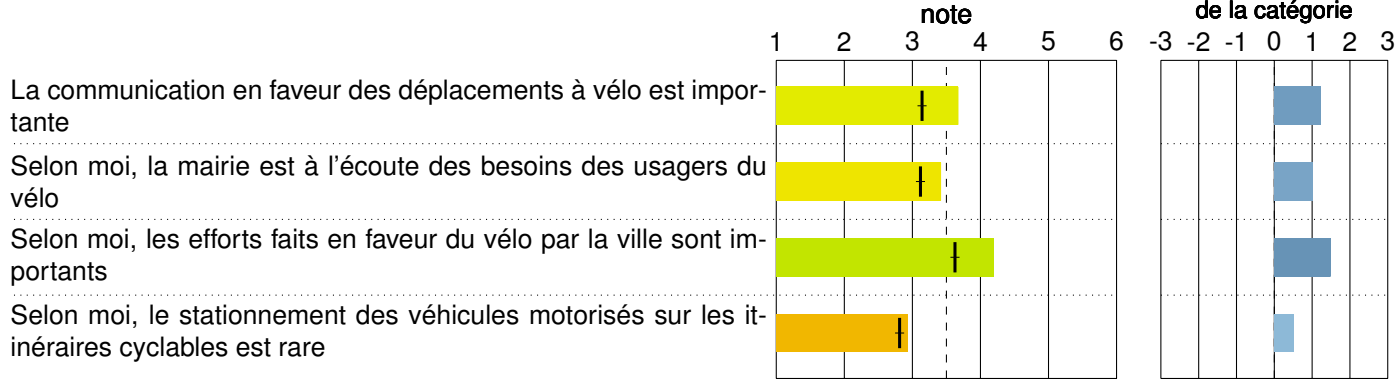 note
de la catégorie
1 2 3 4 5 6
-3 -2 -1 0 1 2 3
La communication en faveur des déplacements à vélo est impor-
tante
Selon moi, la mairie est à l'écoute des besoins des usagers du
vélo
Selon moi, les efforts faits en faveur du vélo par la ville sont im-
portants
Selon moi, le stationnement des véhicules motorisés sur les it-
inéraires cyclables est rare